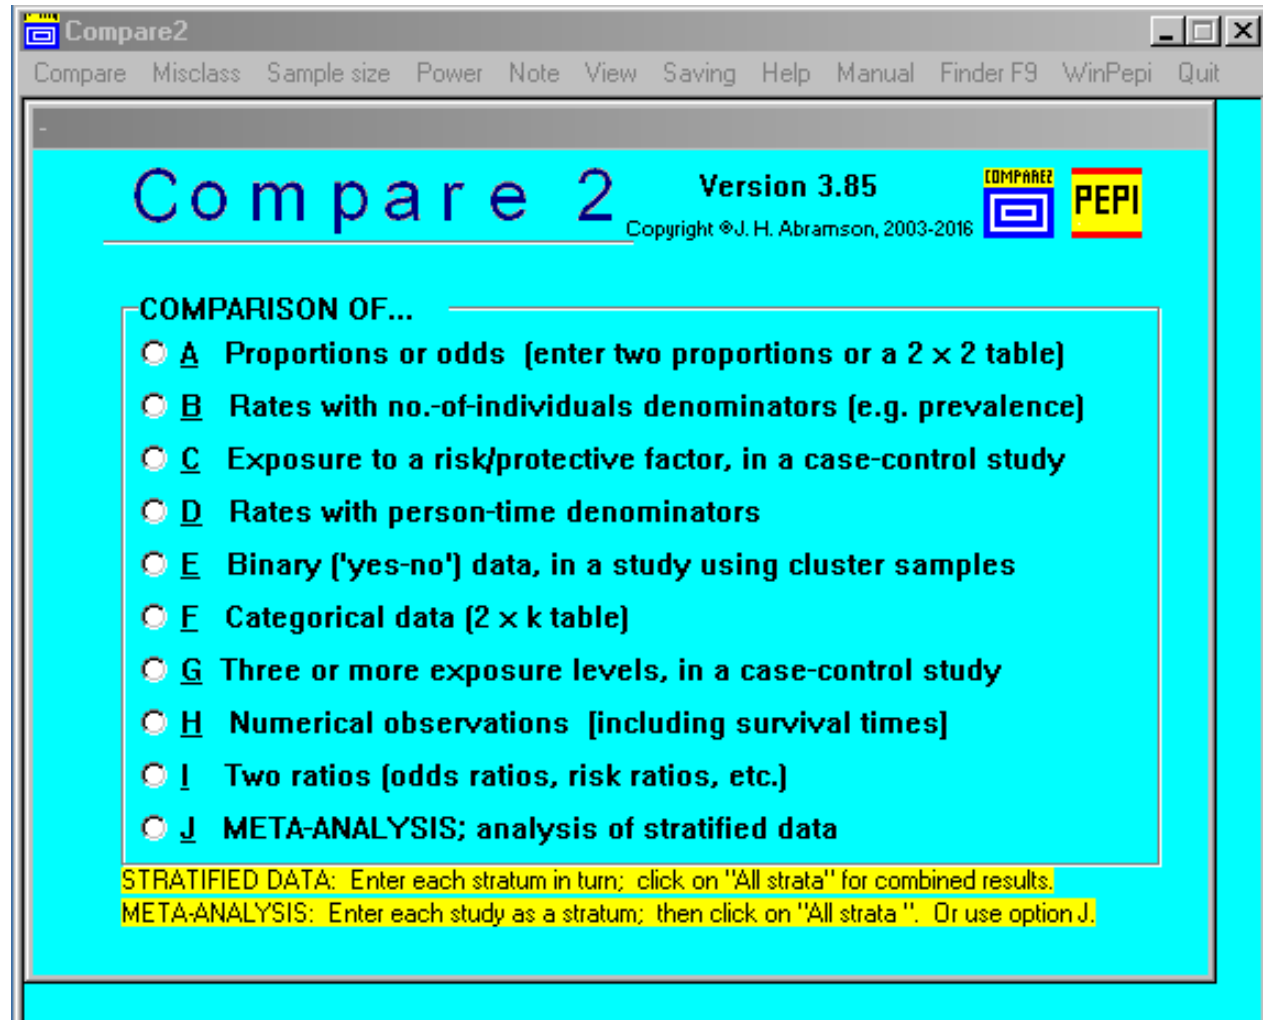 Compare2
Compare Misclass Sample size Power Note View Saving Help Manual Finder F9 WinPepi Quit
-
Compare 2
Version 3.85
Copyright ©J. H. Abramson, 2003-2016
COMPARE2
PEPI
COMPARISON OF...
A Proportions or odds (enter two proportions or a 2 x 2 table)
B Rates with no.-of-individuals denominators (e.g. prevalence)
C Exposure to a risk/protective factor, in a case-control study
D Rates with person-time denominators
E Binary ('yes-no') data, in a study using cluster samples
F Categorical data (2 x k table)
G Three or more exposure levels, in a case-control study
H Numerical observations [including survival times]
I Two ratios (odds ratios, risk ratios, etc.)
J META-ANALYSIS; analysis of stratified data
STRATIFIED DATA: Enter each stratum in turn; click on "All strata" for combined results.
META-ANALYSIS: Enter each study as a stratum; then click on "All strata ". Or use option J.